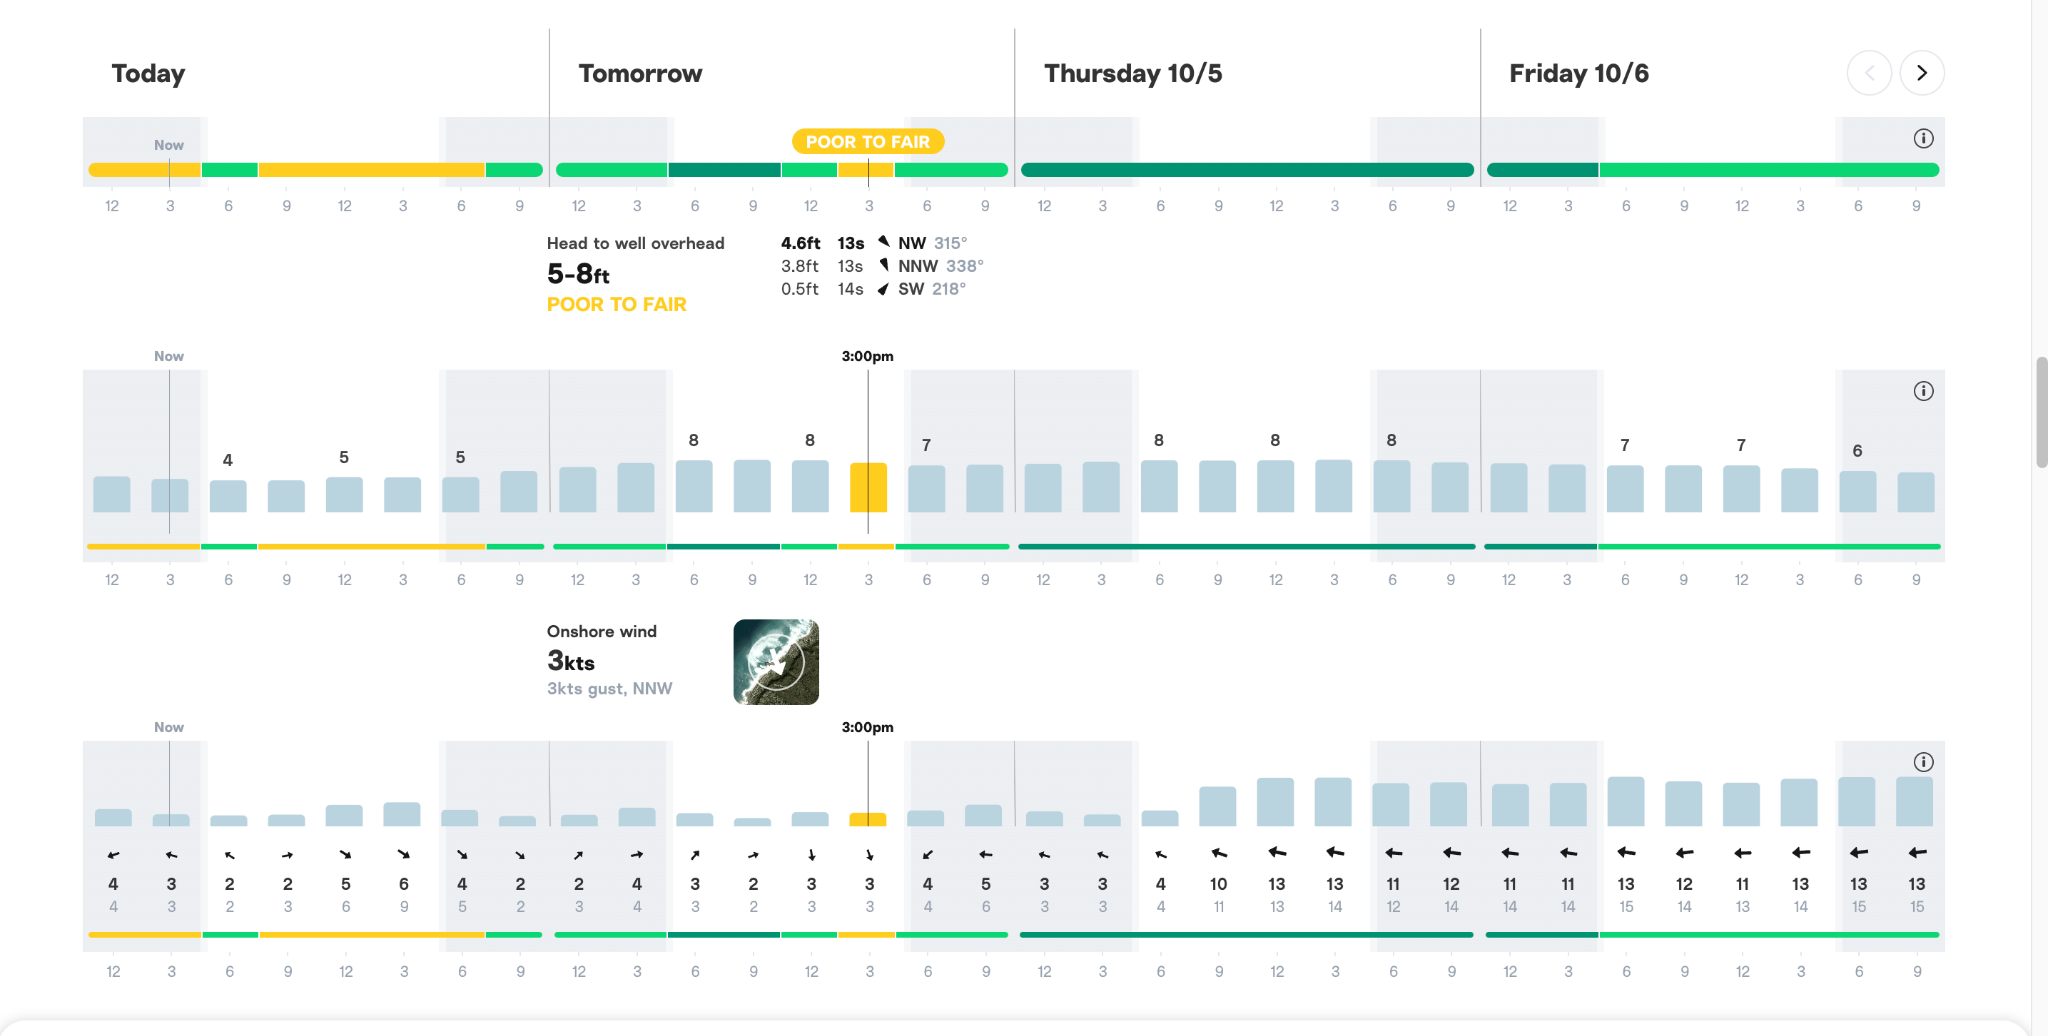 Today Tomorrow Thursday 10/5 Friday 10/6
POOR TO FAIR
Now
12 3 6 9 12 3 6 9 12 3 6 9 12 3 6 9 12 3 6 9 12 3 6 9 12 3 6 9 12 3 6 9
Head to well overhead
5-8ft
POOR TO FAIR
4.6ft 13s NW 315°
3.8ft 13s NNW 338°
0.5ft 14s SW 218°
Now 3:00pm
4 5 5 8 8 7 8 8 8 7 7 6
12 3 6 9 12 3 6 9 12 3 6 9 12 3 6 9 12 3 6 9 12 3 6 9 12 3 6 9 12 3 6 9
Onshore wind
3kts
3kts gust, NNW
Now 3:00pm
4 3 2 2 5 6 4 2 2 4 3 2 3 3 4 5 3 3 4 10 13 13 11 12 11 11 13 12 11 13 13 13
4 3 2 3 6 9 5 2 3 4 3 2 3 3 4 6 3 3 4 11 13 14 12 14 14 14 15 14 13 14 15 15
12 3 6 9 12 3 6 9 12 3 6 9 12 3 6 9 12 3 6 9 12 3 6 9 12 3 6 9 12 3 6 9